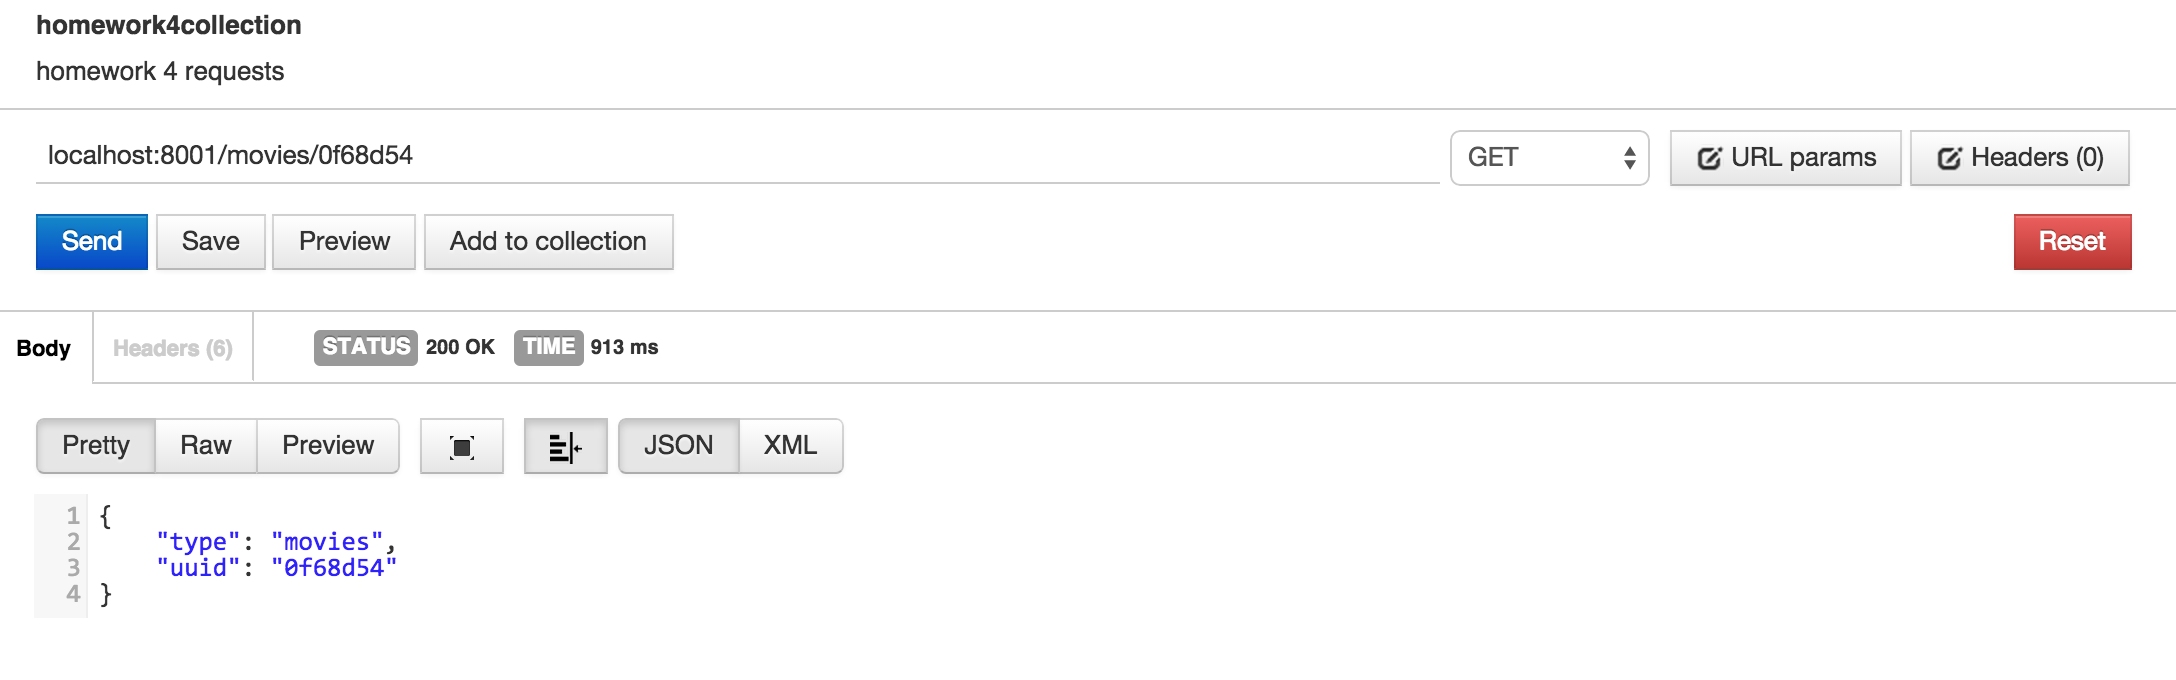 homework4collection
homework 4 requests
localhost:8001/movies/0f68d54 GET URL params Headers (0)
Send Save Preview Add to collection Reset
Body Headers (6) STATUS 200 OK TIME 913 ms
Pretty Raw Preview JSON XML
1 {
2 "type": "movies",
3 "uuid": "0f68d54"
4 }